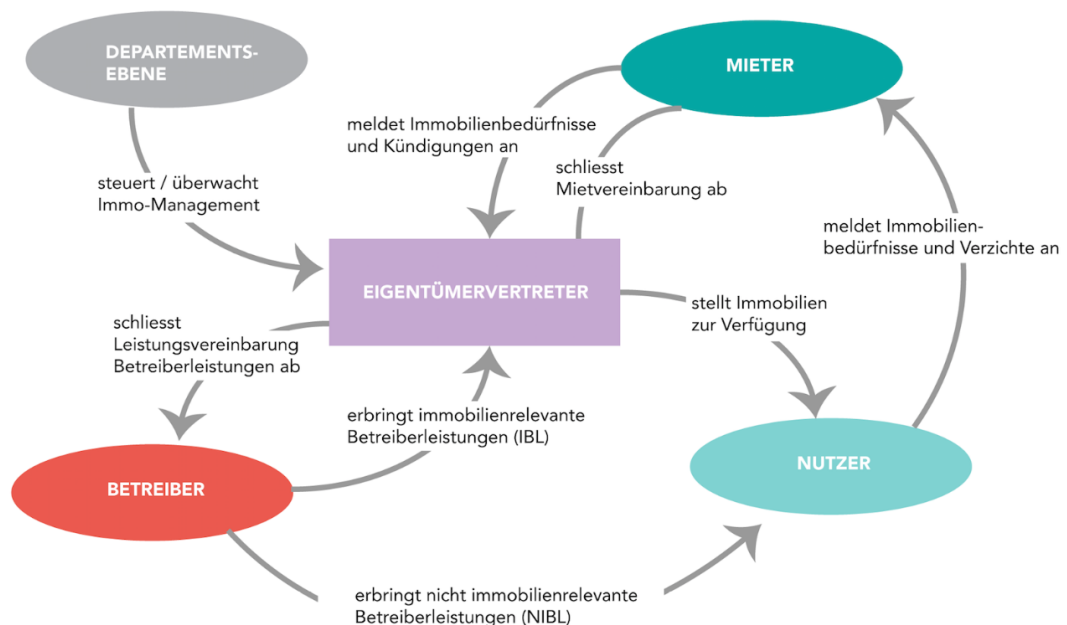 DEPARTEMENTS-
EBENE
MIETER
meldet Immobilienbedürfnisse
und Kündigungen an
schliesst
Mietvereinbarung ab
steuert / überwacht
Immo-Management
meldet Immobilien-
bedürfnisse und Verzichte an
EIGENTÜMERVERTRETER
stellt Immobilien
zur Verfügung
schliesst
Leistungsvereinbarung
Betreiberleistungen ab
erbringt immobilienrelevante
Betreiberleistungen (IBL)
NUTZER
BETREIBER
erbringt nicht immobilienrelevante
Betreiberleistungen (NIBL)